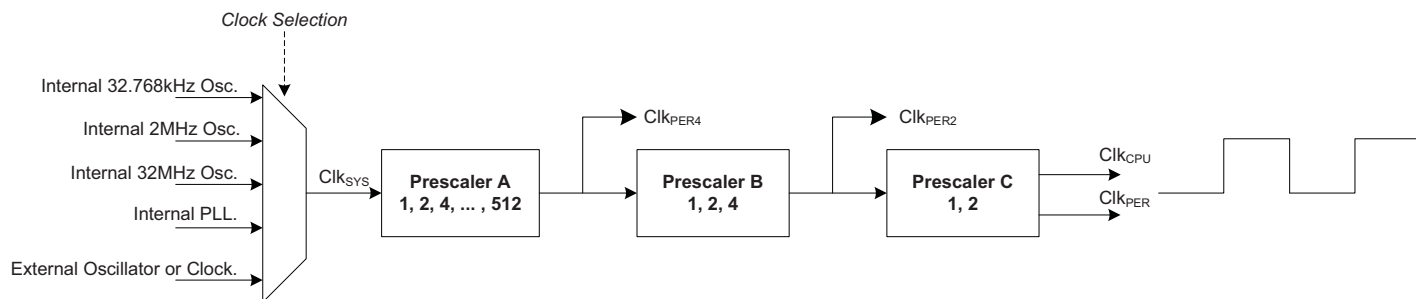 Clock Selection
Internal 32.768kHz Osc.
Internal 2MHz Osc.
Internal 32MHz Osc.
Internal PLL.
External Oscillator or Clock.
ClkSYS
Prescaler A
1, 2, 4, ... , 512
ClkPER4
Prescaler B
1, 2, 4
ClkPER2
Prescaler C
1, 2
ClkCPU
ClkPER